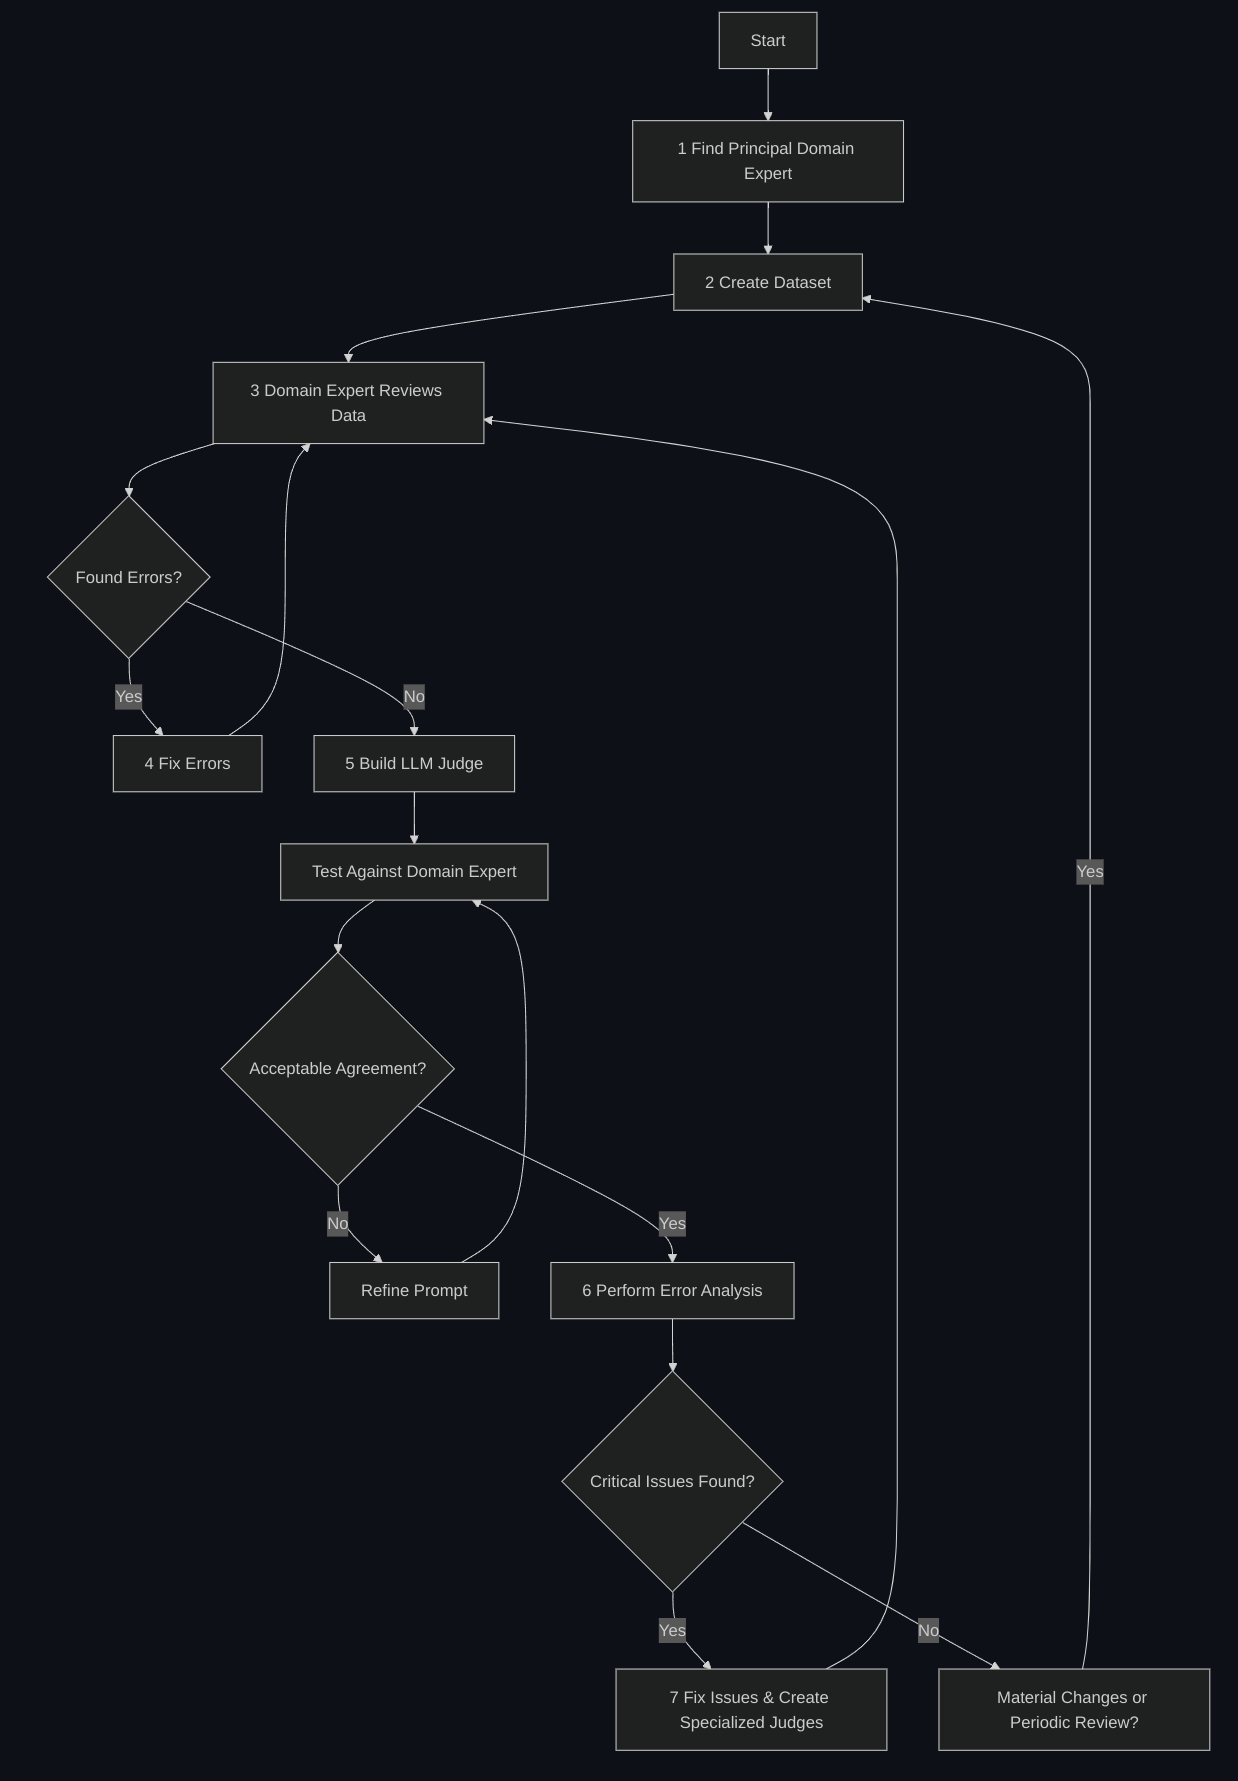 Start
1 Find Principal Domain
Expert
2 Create Dataset
3 Domain Expert Reviews
Data
Found Errors?
Yes
No
4 Fix Errors
5 Build LLM Judge
Test Against Domain Expert
Yes
Acceptable Agreement?
No
Yes
Refine Prompt
6 Perform Error Analysis
Critical Issues Found?
Yes
No
7 Fix Issues & Create
Specialized Judges
Material Changes or
Periodic Review?